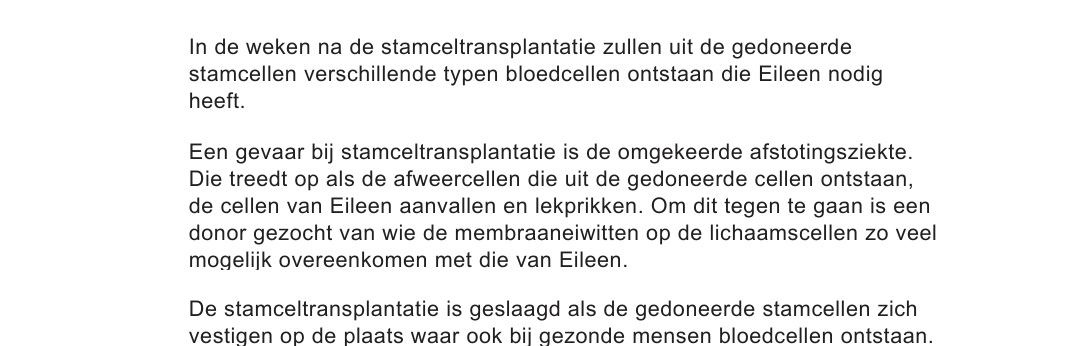 In de weken na de stamceltransplantatie zullen uit de gedoneerde
stamcellen verschillende typen bloedcellen ontstaan die Eileen nodig
heeft.
Een gevaar bij stamceltransplantatie is de omgekeerde afstotingsziekte.
Die treedt op als de afweercellen die uit de gedoneerde cellen ontstaan,
de cellen van Eileen aanvallen en lekprikken. Om dit tegen te gaan is een
donor gezocht van wie de membraaneiwitten op de lichaamscellen zo veel
mogelijk overeenkomen met die van Eileen.
De stamceltransplantatie is geslaagd als de gedoneerde stamcellen zich
vestigen op de plaats waar ook bij gezonde mensen bloedcellen ontstaan.